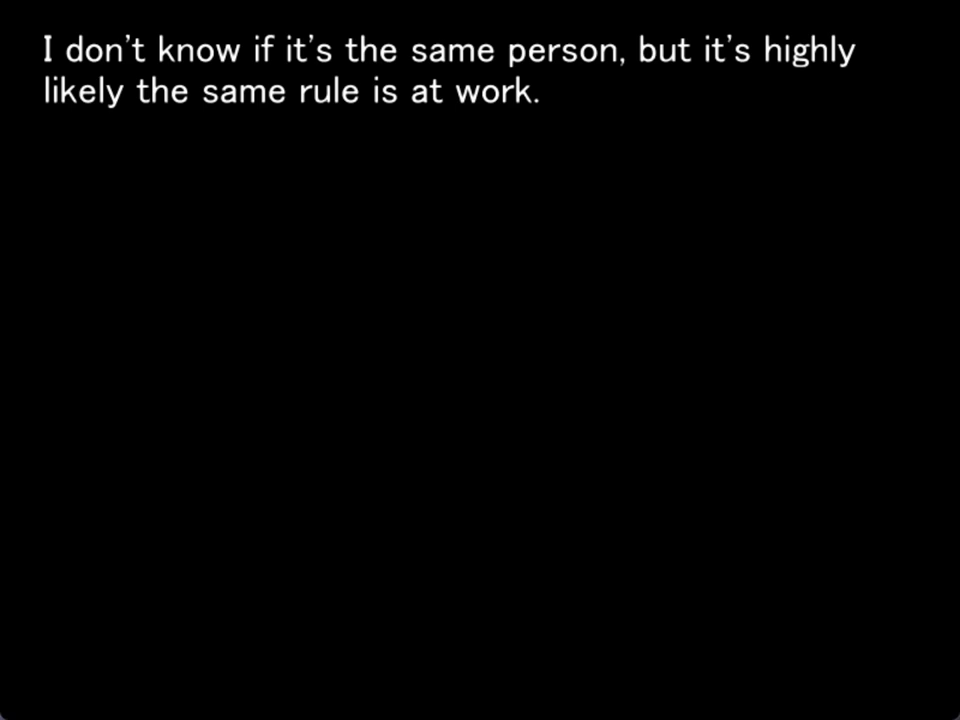 I don't know if it's the same person, but it's highly
likely the same rule is at work.